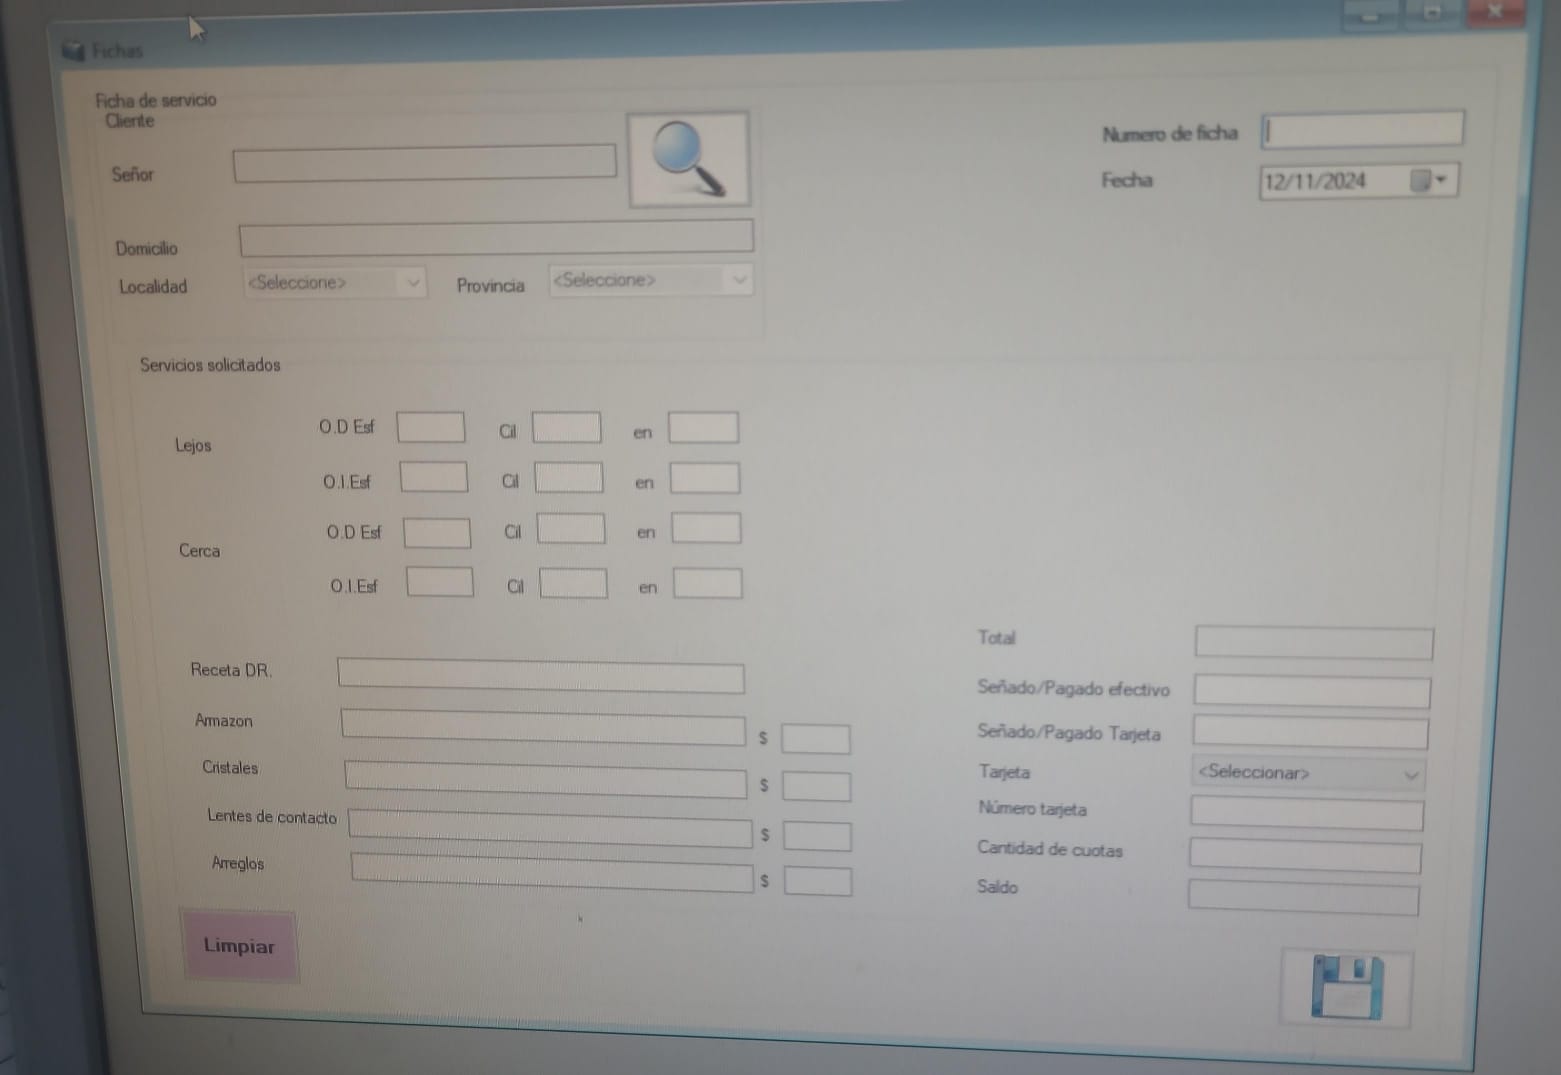 Fichas
Ficha de servicio
Cliente
Señor
Numero de ficha
Fecha 12/11/2024
Domicilio
Localidad <Seleccione> Provincia <Seleccione>
Servicios solicitados
Lejos
O.D Esf Cil en
O.I.Esf Cil en
Cerca
O.D Esf Cil en
O.I.Esf Cil en
Receta DR.
Armazon $
Cristales $
Lentes de contacto $
Arreglos $
Total
Señado/Pagado efectivo
Señado/Pagado Tarjeta
Tarjeta <Seleccionar>
Número tarjeta
Cantidad de cuotas
Saldo
Limpiar